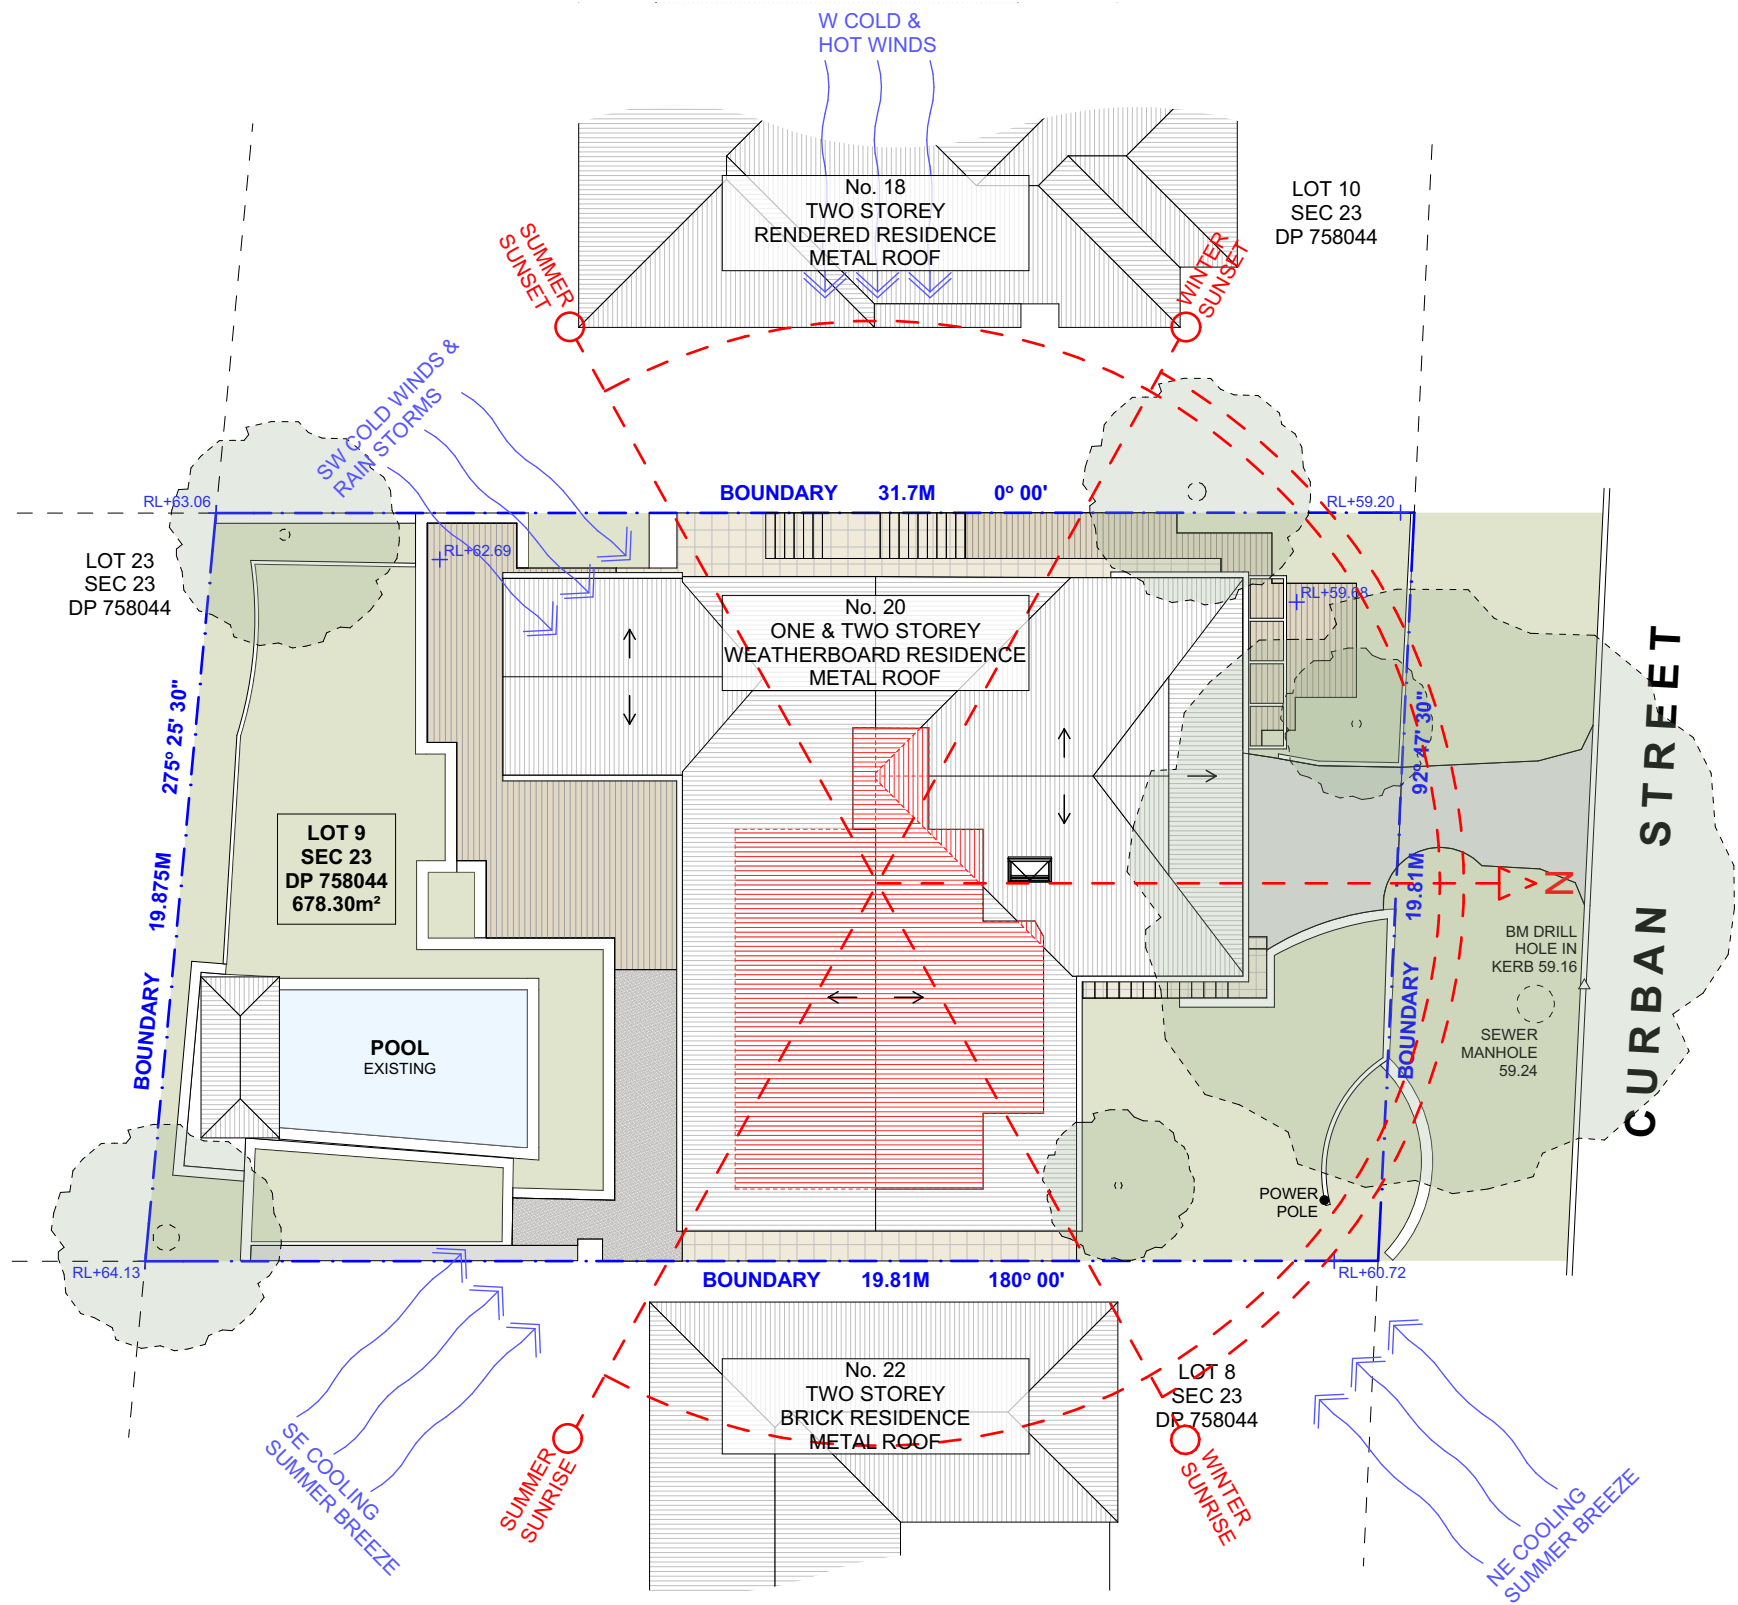 W COLD &
HOT WINDS
No. 18
TWO STOREY
RENDERED RESIDENCE
METAL ROOF
LOT 10
SEC 23
DP 758044
SUMMER
SUNSET
WINTER
SUNSET
SW COLD WINDS &
RAIN STORMS
BOUNDARY 31.7M 0º 00'
RL+63.06
RL+59.20
RL+62.69
RL+59.68
LOT 23
SEC 23
DP 758044
No. 20
ONE & TWO STOREY
WEATHERBOARD RESIDENCE
METAL ROOF
BOUNDARY 19.875M 275º 25' 30"
LOT 9
SEC 23
DP 758044
678.30m²
BOUNDARY 19.81M 92º 47' 30"
N
CURBAN STREET
BM DRILL
HOLE IN
KERB 59.16
SEWER
MANHOLE
59.24
POOL
EXISTING
POWER
POLE
RL+64.13
RL+60.72
BOUNDARY 19.81M 180º 00'
No. 22
TWO STOREY
BRICK RESIDENCE
METAL ROOF
LOT 8
SEC 23
DP 758044
SE COOLING
SUMMER BREEZE
SUMMER
SUNRISE
WINTER
SUNRISE
NE COOLING
SUMMER BREEZE